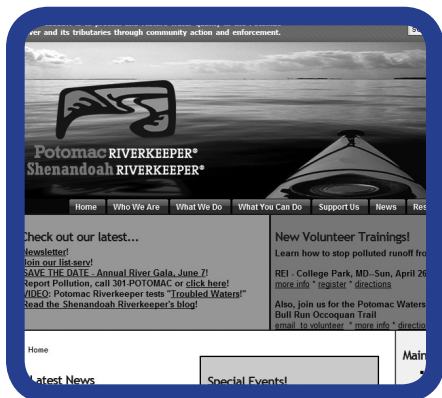 ver and its tributaries through community action and enforcement.
Potomac RIVERKEEPER®
Shenandoah RIVERKEEPER®
Home Who We Are What We Do What You Can Do Support Us News Res
Check out our latest...
Newsletter!
Join our list-serv!
SAVE THE DATE - Annual River Gala, June 7!
Report Pollution, call 301-POTOMAC or click here!
VIDEO: Potomac Riverkeeper tests "Troubled Waters!"
Read the Shenandoah Riverkeeper's blog!
New Volunteer Trainings!
Learn how to stop polluted runoff fro
REI - College Park, MD--Sun, April 26
more info * register * directions
Also, join us for the Potomac Waters
Bull Run Occoquan Trail
email to volunteer * more info * directio
Home
Latest News
Special Events!
Main